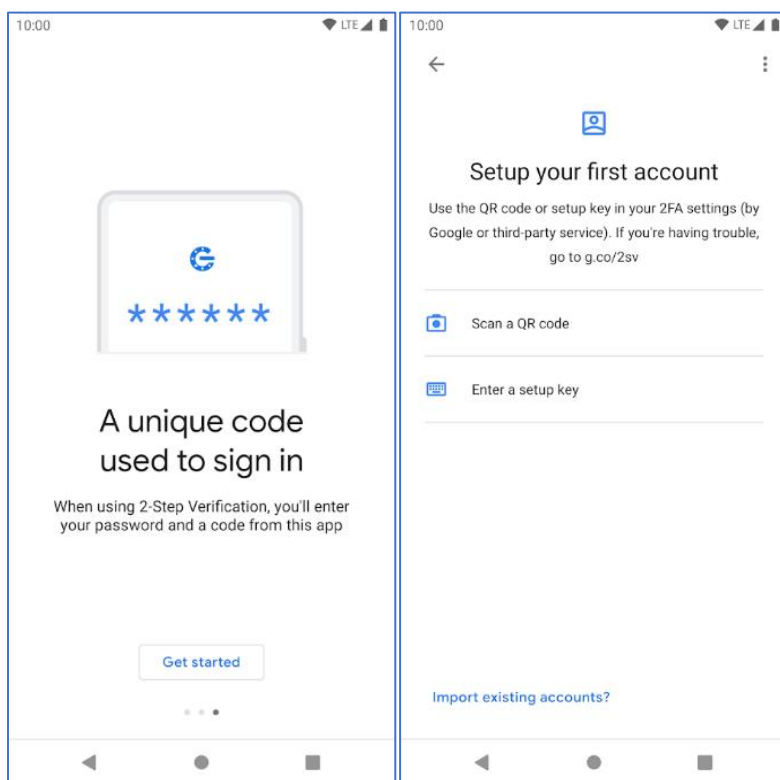 10:00
LTE
******
A unique code
used to sign in
When using 2-Step Verification, you'll enter
your password and a code from this app
Get started
10:00
LTE
Setup your first account
Use the QR code or setup key in your 2FA settings (by
Google or third-party service). If you're having trouble,
go to g.co/2sv
Scan a QR code
Enter a setup key
Import existing accounts?